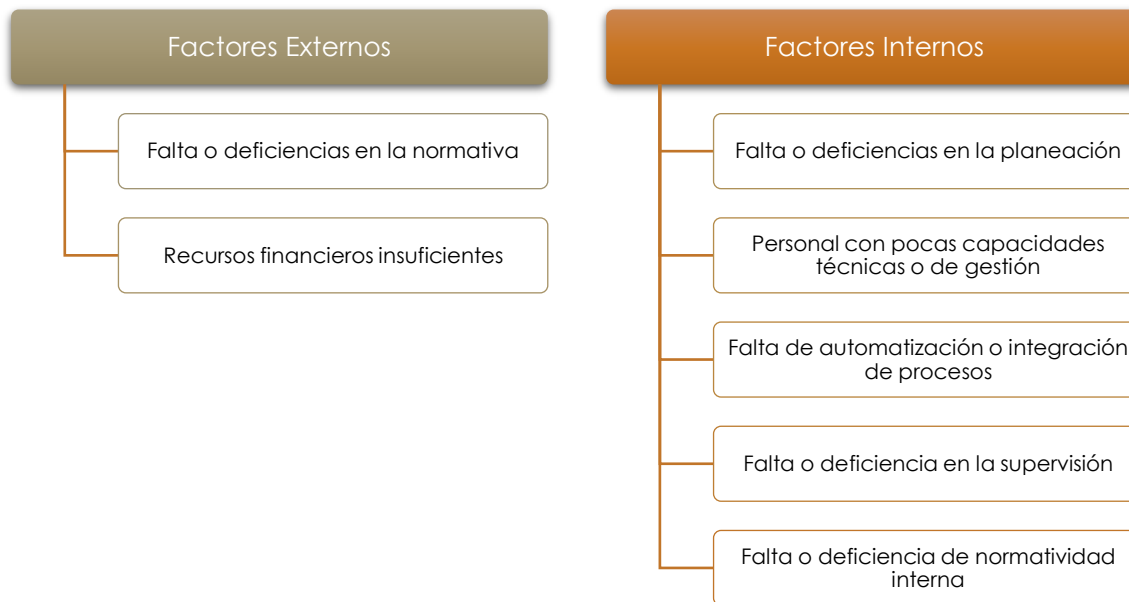 Factores Externos
Falta o deficiencias en la normativa
Recursos financieros insuficientes
Factores Internos
Falta o deficiencias en la planeación
Personal con pocas capacidades
técnicas o de gestión
Falta de automatización o integración
de procesos
Falta o deficiencia en la supervisión
Falta o deficiencia de normatividad
interna